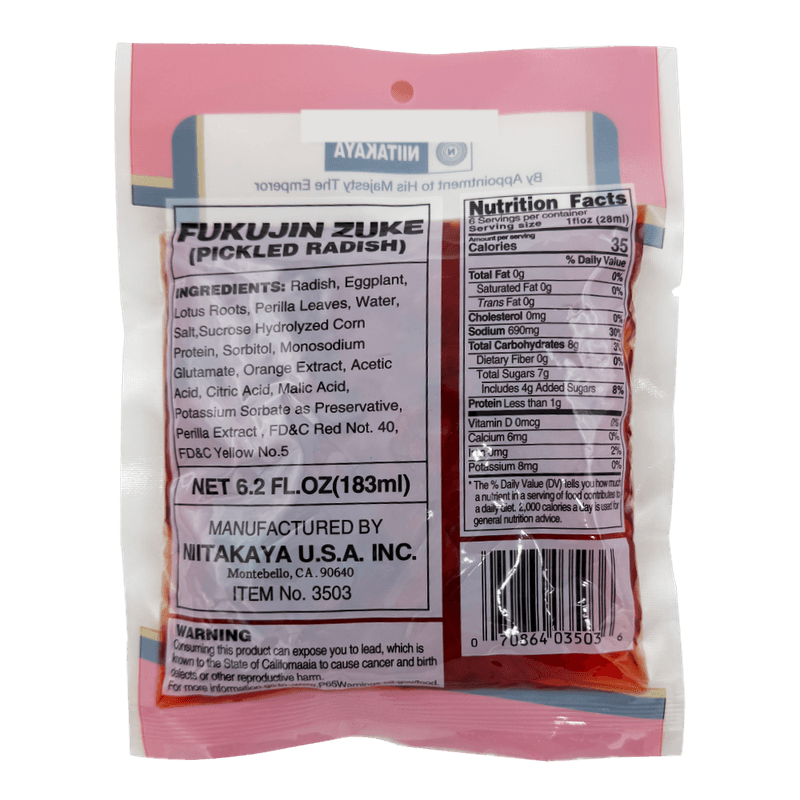 NIITAKAYA
By Appointment to His Majesty The Emperor
FUKUJIN ZUKE
(PICKLED RADISH)
INGREDIENTS: Radish, Eggplant,
Lotus Roots, Perilla Leaves, Water,
Salt,Sucrose Hydrolyzed Corn
Protein, Sorbitol, Monosodium
Glutamate, Orange Extract, Acetic
Acid, Citric Acid, Malic Acid,
Potassium Sorbate as Preservative,
Perilla Extract , FD&C Red Not. 40,
FD&C Yellow No.5
NET 6.2 FL.OZ(183ml)
MANUFACTURED BY
NIITAKAYA U.S.A. INC.
Montebello, CA. 90640
ITEM No. 3503
WARNING
Consuming this product can expose you to lead, which is
known to the State of Californaaia to cause cancer and birth
defects or other reproductive harm.
For more information go to
Nutrition Facts
6 Servings per container
Serving size 1floz (28ml)
Amount per serving
Calories 35
% Daily Value
Total Fat 0g 0%
Saturated Fat 0g 0%
Trans Fat 0g
Cholesterol 0mg 0%
Sodium 690mg 30%
Total Carbohydrates 8g 3%
Dietary Fiber 0g 0%
Total Sugars 7g
Includes 4g Added Sugars 8%
Protein Less than 1g
Vitamin D 0mcg 0%
Calcium 6mg 0%
2%
Potassium 8mg 0%
* The % Daily Value (DV) tells you how much
a nutrient in a serving of food contributes to
a daily diet. 2,000 calories a day is used for
general nutrition advice.
0 70864 03503 6